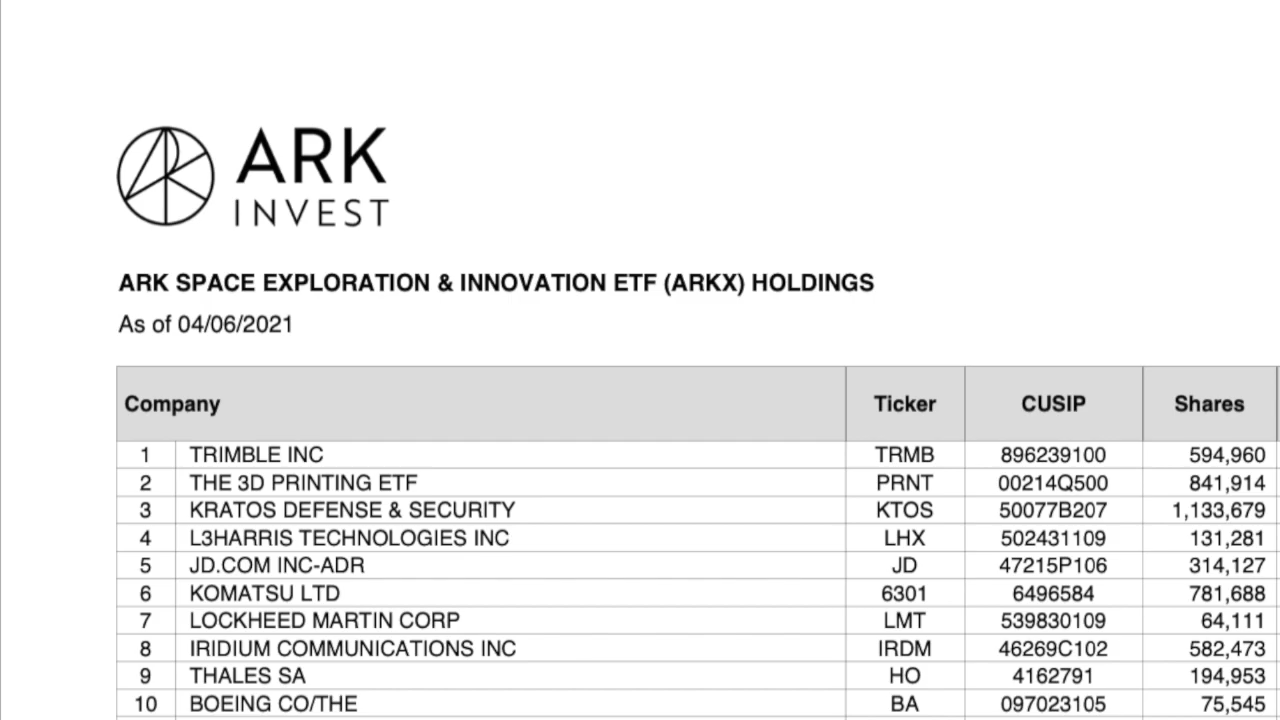 ARK
INVEST
ARK SPACE EXPLORATION & INNOVATION ETF (ARKX) HOLDINGS
As of 04/06/2021
Company Ticker CUSIP Shares
1 TRIMBLE INC TRMB 896239100 594,960
2 THE 3D PRINTING ETF PRNT 00214Q500 841,914
3 KRATOS DEFENSE & SECURITY KTOS 50077B207 1,133,679
4 L3HARRIS TECHNOLOGIES INC LHX 502431109 131,281
5 JD.COM INC-ADR JD 47215P106 314,127
6 KOMATSU LTD 6301 6496584 781,688
7 LOCKHEED MARTIN CORP LMT 539830109 64,111
8 IRIDIUM COMMUNICATIONS INC IRDM 46269C102 582,473
9 THALES SA HO 4162791 194,953
10 BOEING CO/THE BA 097023105 75,545